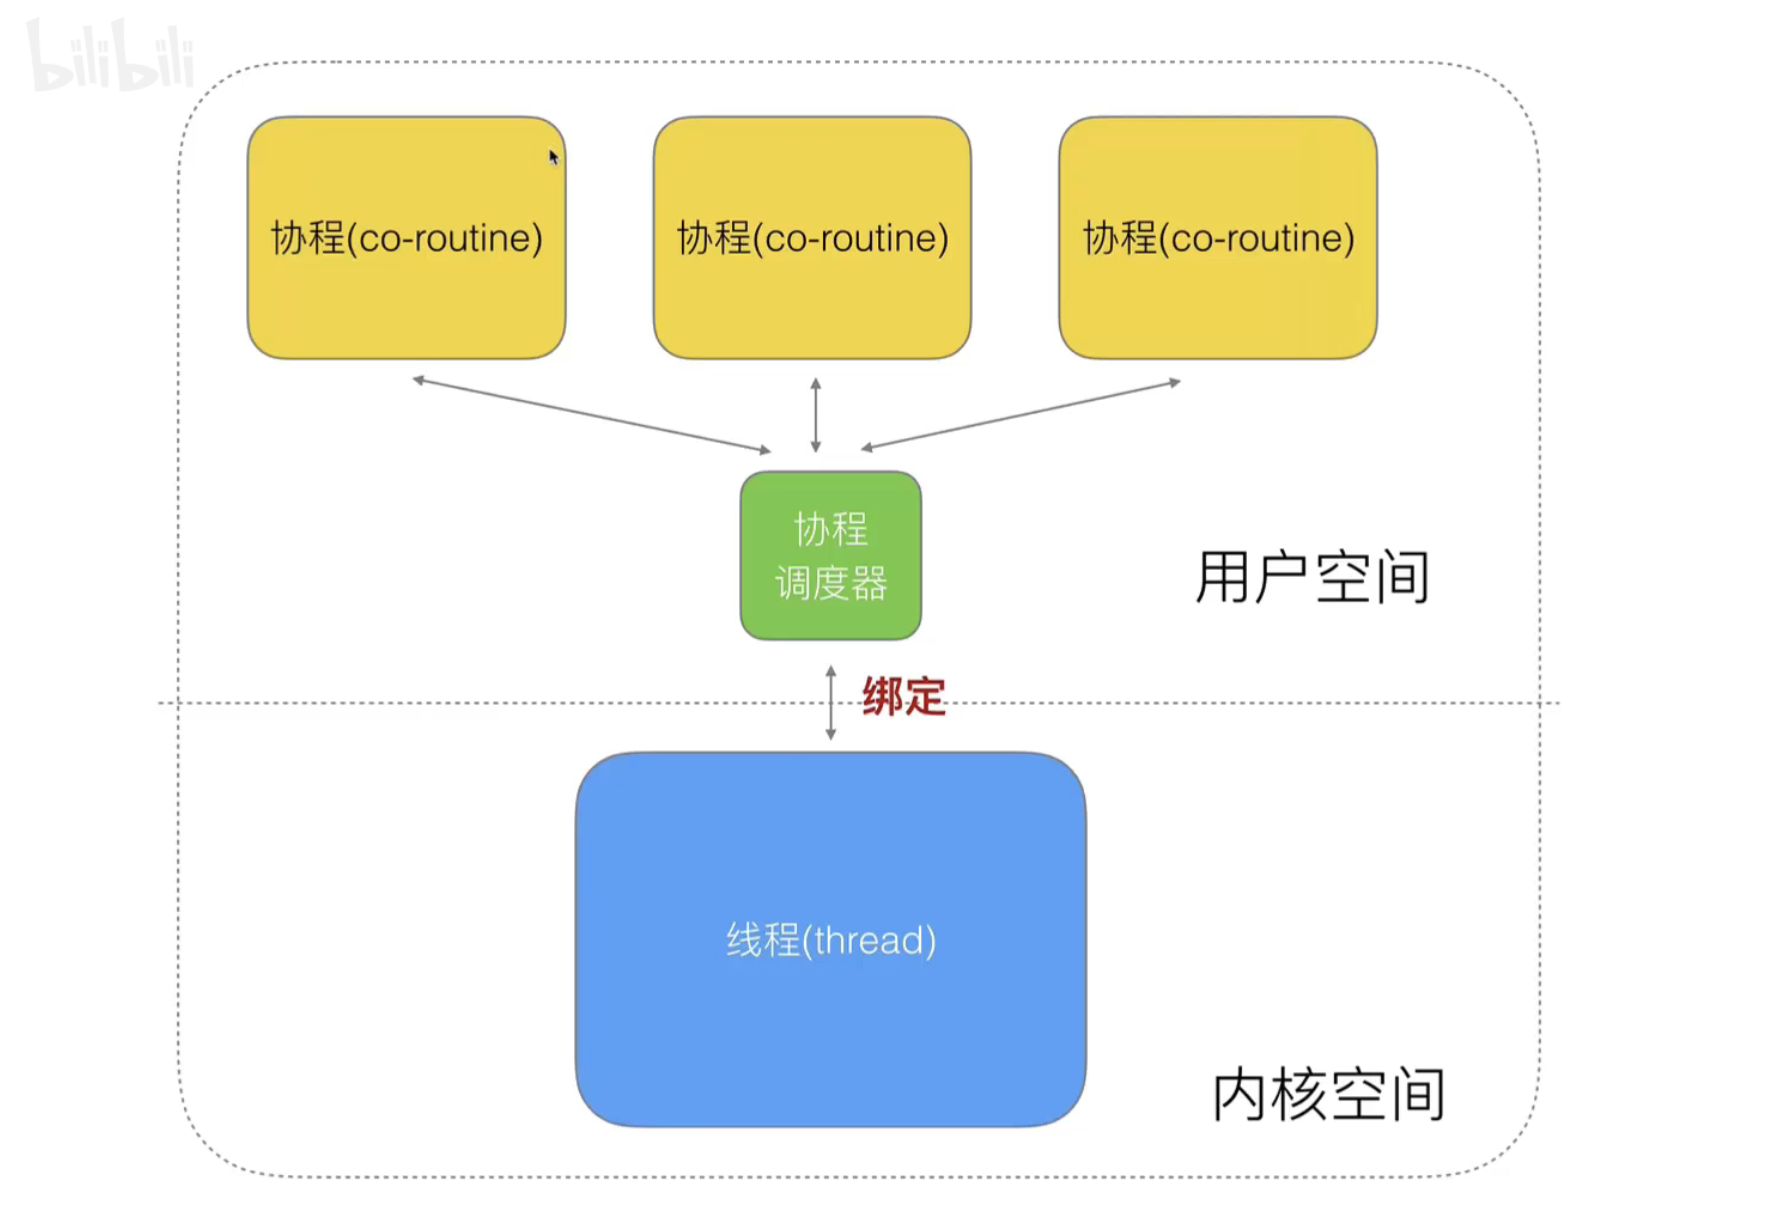 bilibili
协程(co-routine)
协程(co-routine)
协程(co-routine)
协程
调度器
用户空间
绑定
线程(thread)
内核空间